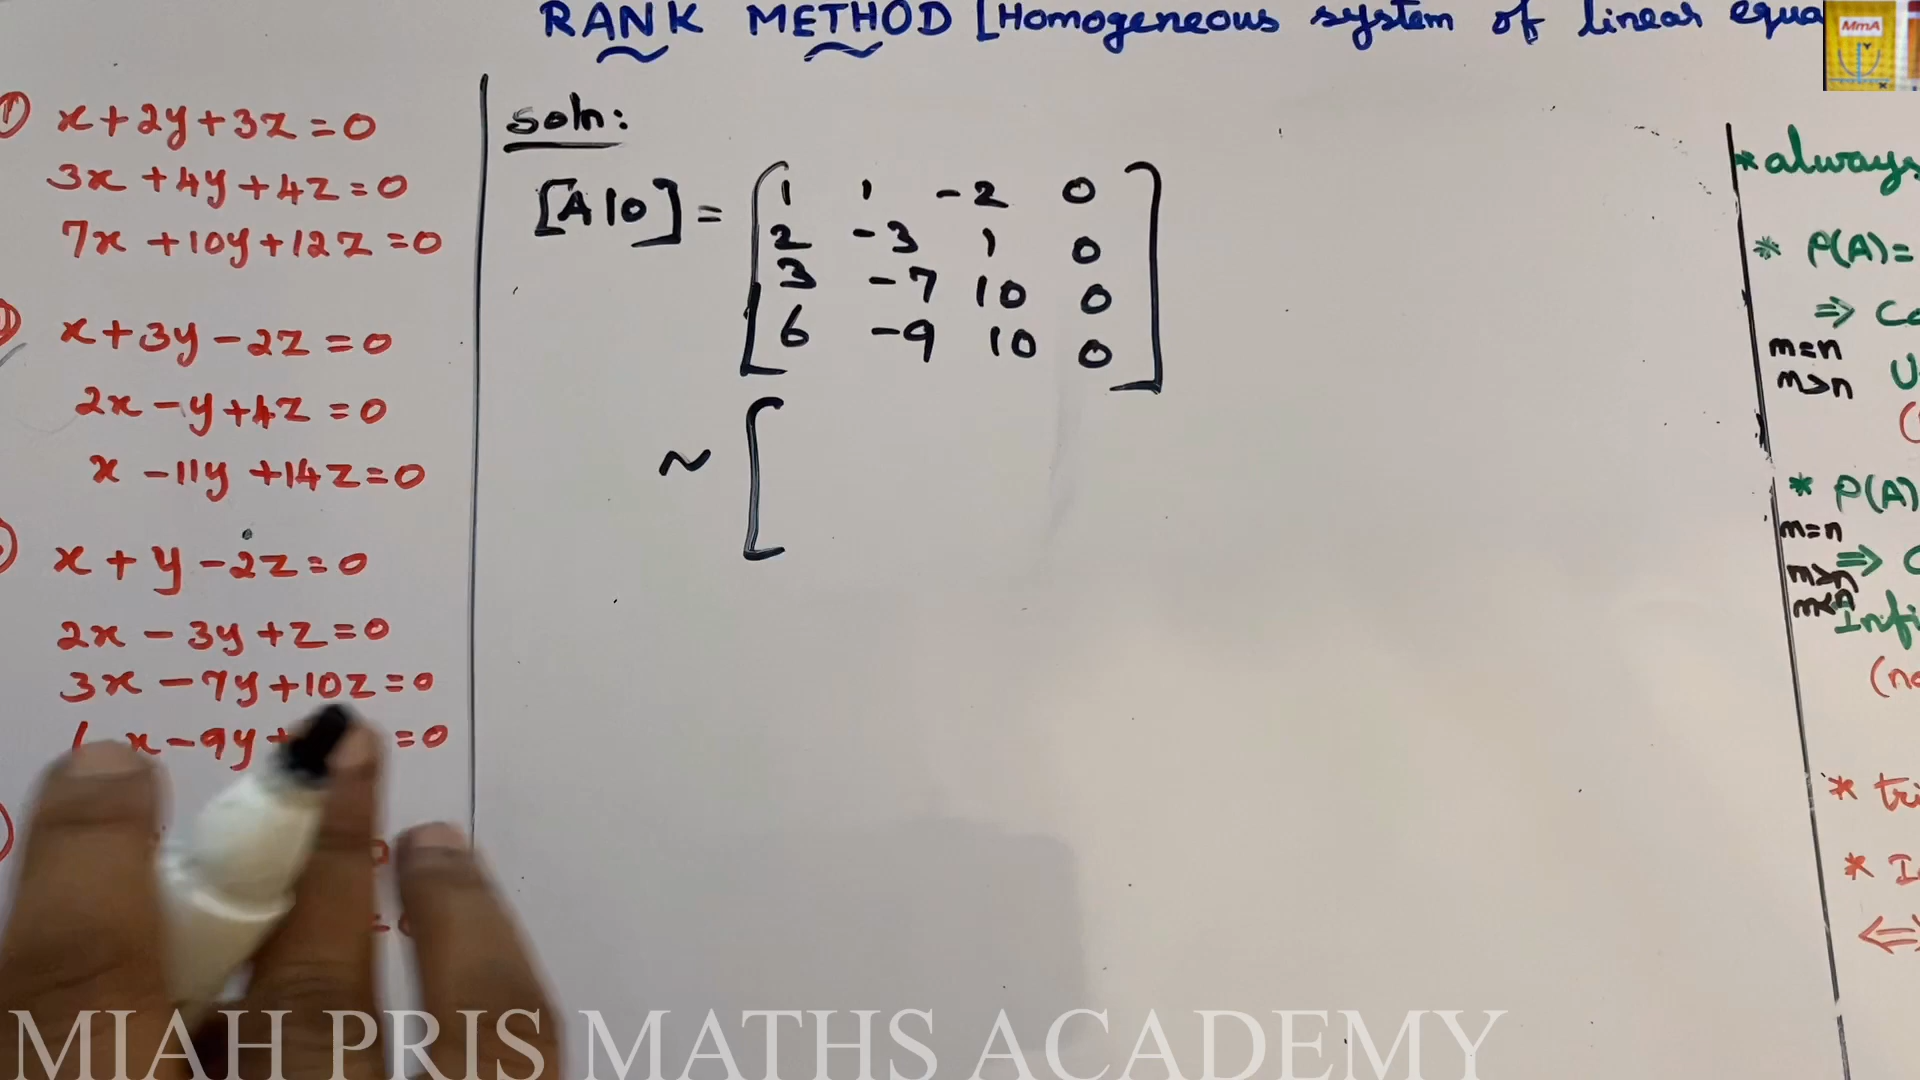 RANK METHOD [Homogeneous system of linear equa
MmA
① x+2y+3z=0
3x+4y+4z=0
7x+10y+12z=0
x+3y-2z=0
2x-y+4z=0
x-11y+14z=0
x+y-2z=0
2x-3y+z=0
3x-7y+10z=0
x-9y+ =0
soln:
[A|0] = [ 1 1 -2 0
2 -3 1 0
3 -7 10 0
6 -9 10 0 ]
~ [
* always
* ρ(A)=
⇒ Co
m=n
m>n
* ρ(A)
m=n
⇒ C
m>n
m<n
Infi
* tri
* I
⇔
MIAH PRIS MATHS ACADEMY